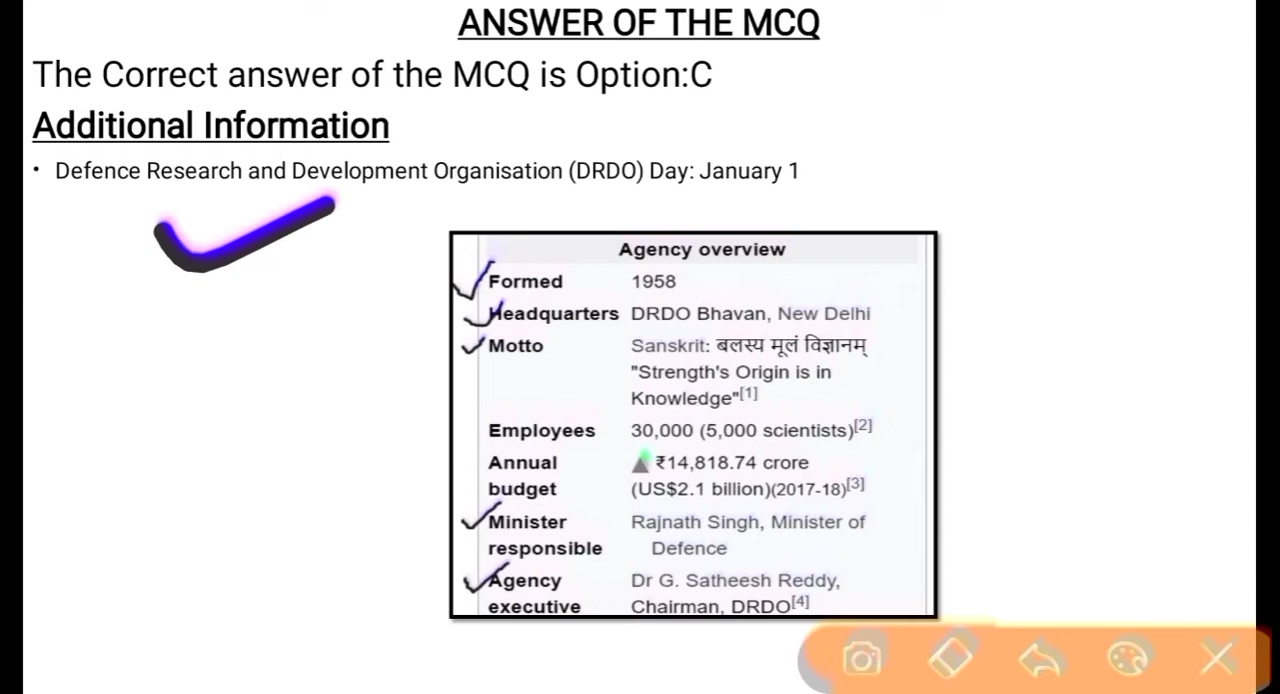 ANSWER OF THE MCQ
The Correct answer of the MCQ is Option:C
Additional Information
• Defence Research and Development Organisation (DRDO) Day: January 1
Agency overview
Formed 1958
Headquarters DRDO Bhavan, New Delhi
Motto Sanskrit: बलस्य मूलं विज्ञानम्
"Strength's Origin is in
Knowledge"[1]
Employees 30,000 (5,000 scientists)[2]
Annual ▲ ₹14,818.74 crore
budget (US$2.1 billion)(2017-18)[3]
Minister Rajnath Singh, Minister of
responsible Defence
Agency Dr G. Satheesh Reddy,
executive Chairman, DRDO[4]